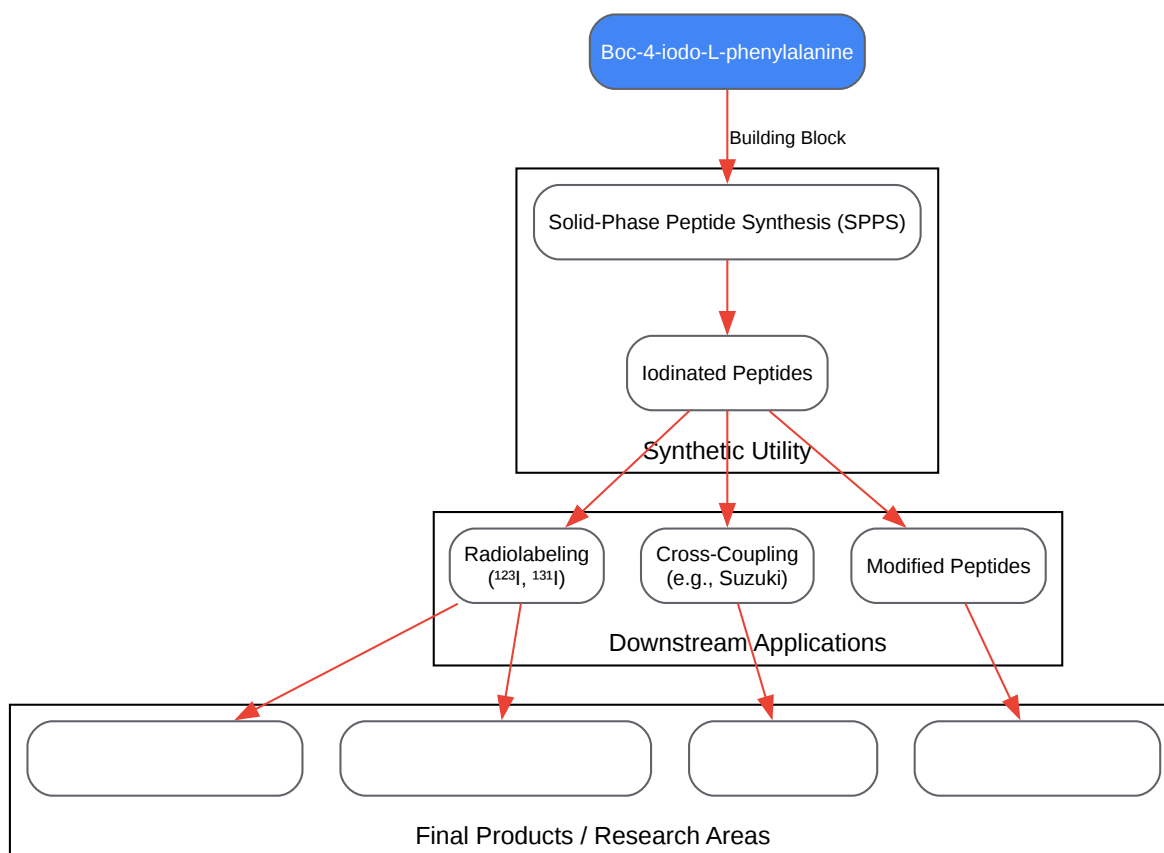 Boc-4-iodo-L-phenylalanine
Building Block
Solid-Phase Peptide Synthesis (SPPS)
Iodinated Peptides
Synthetic Utility
Radiolabeling
(¹²³I, ¹³¹I)
Cross-Coupling
(e.g., Suzuki)
Modified Peptides
Downstream Applications
Final Products / Research Areas